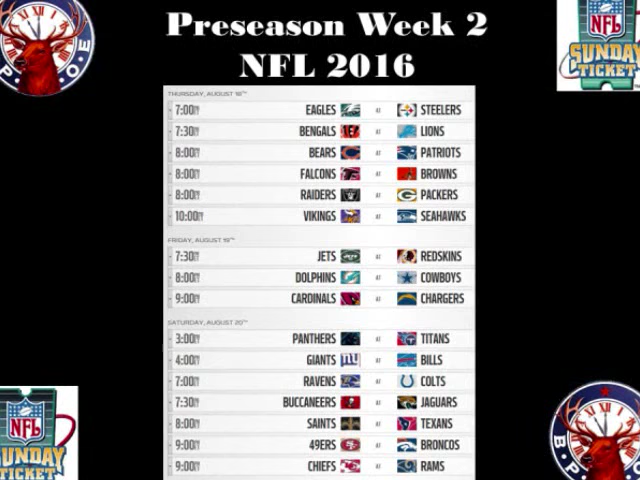 Preseason Week 2
NFL 2016
THURSDAY, AUGUST 18TH
7:00 EAGLES AT STEELERS
7:30 BENGALS AT LIONS
8:00 BEARS AT PATRIOTS
8:00 FALCONS AT BROWNS
8:00 RAIDERS AT PACKERS
10:00 VIKINGS AT SEAHAWKS
FRIDAY, AUGUST 19TH
7:30 JETS AT REDSKINS
8:00 DOLPHINS AT COWBOYS
9:00 CARDINALS AT CHARGERS
SATURDAY, AUGUST 20TH
3:00 PANTHERS AT TITANS
4:00 GIANTS AT BILLS
7:00 RAVENS AT COLTS
7:30 BUCCANEERS AT JAGUARS
8:00 SAINTS AT TEXANS
9:00 49ERS AT BRONCOS
9:00 CHIEFS AT RAMS
P O E
NFL
SUNDAY
TICKET
NFL
UNDAY
TICKET
B P